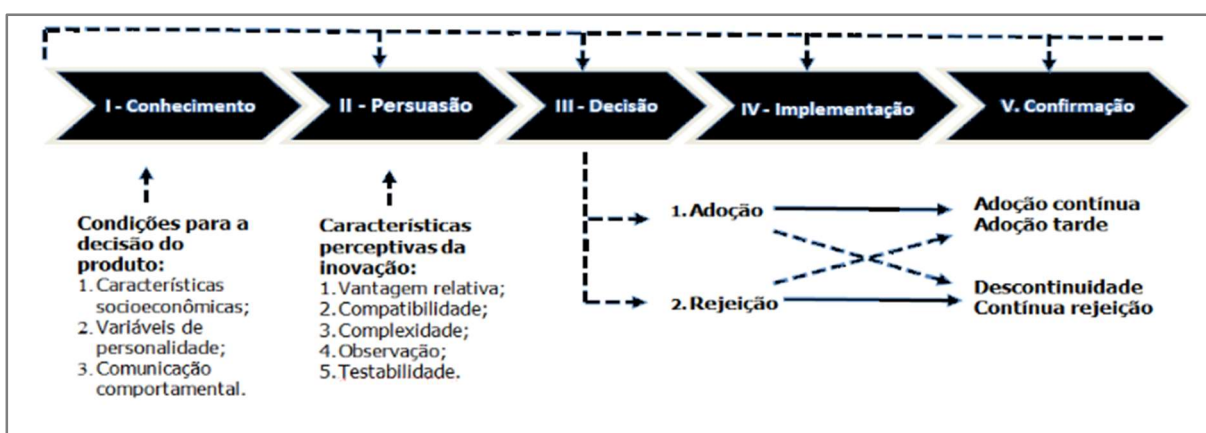 I - Conhecimento
II - Persuasão
III - Decisão
IV - Implementação
V. Confirmação
Condições para a
decisão do
produto:
1. Características
socioeconômicas;
2. Variáveis de
personalidade;
3. Comunicação
comportamental.
Características
perceptivas da
inovação:
1. Vantagem relativa;
2. Compatibilidade;
3. Complexidade;
4. Observação;
5. Testabilidade.
1. Adoção
2. Rejeição
Adoção contínua
Adoção tarde
Descontinuidade
Contínua rejeição